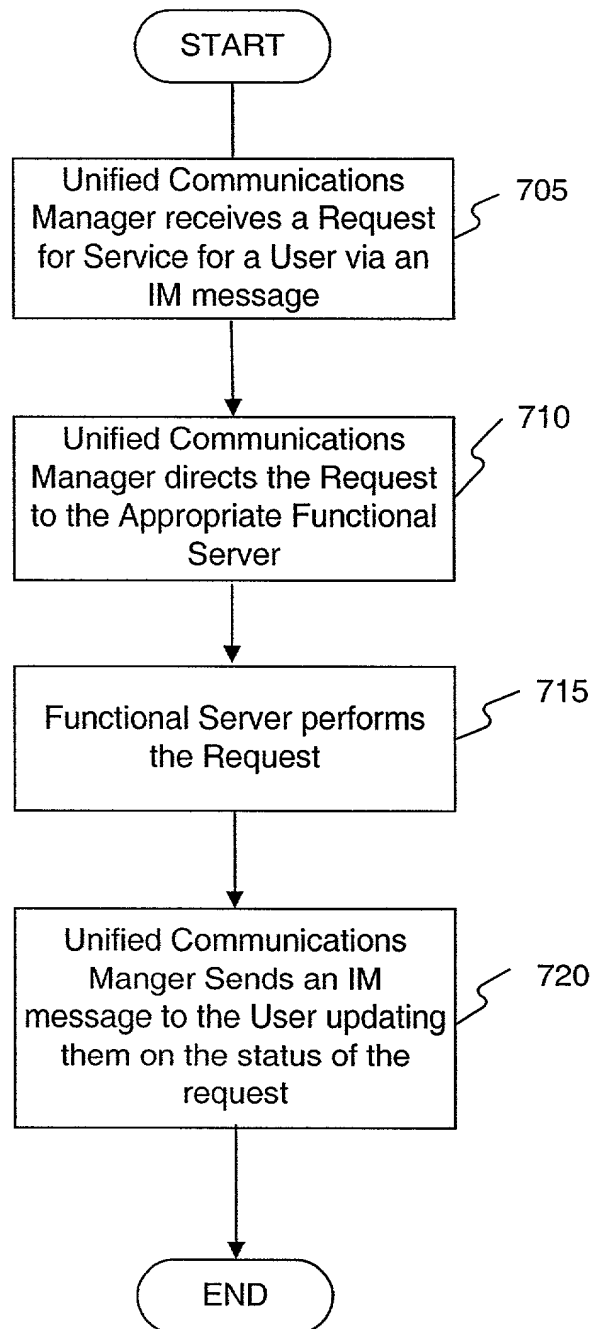 START
Unified Communications
Manager receives a Request
for Service for a User via an
IM message
705
Unified Communications
Manager directs the Request
to the Appropriate Functional
Server
710
Functional Server performs
the Request
715
Unified Communications
Manger Sends an IM
message to the User updating
them on the status of the
request
720
END